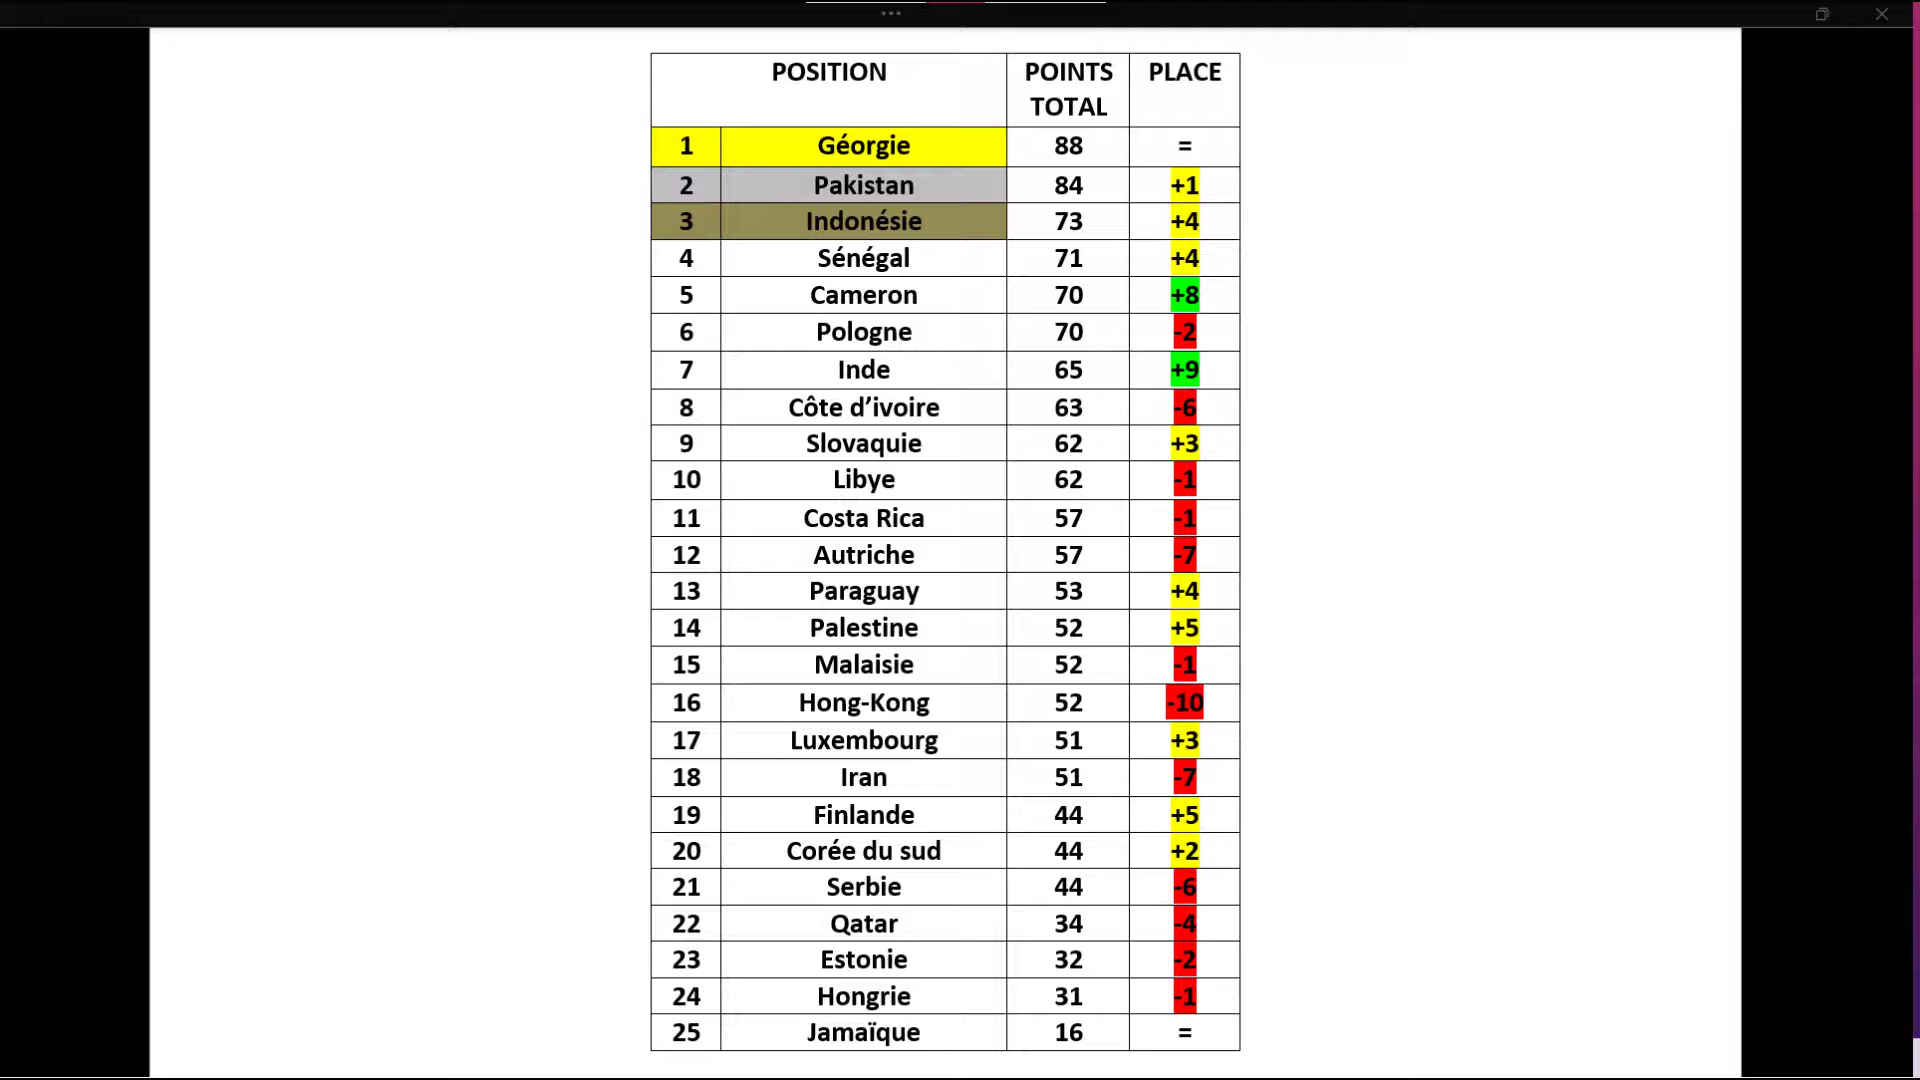 POSITION POINTS TOTAL PLACE
1 Géorgie 88 =
2 Pakistan 84 +1
3 Indonésie 73 +4
4 Sénégal 71 +4
5 Cameron 70 +8
6 Pologne 70 -2
7 Inde 65 +9
8 Côte d’ivoire 63 -6
9 Slovaquie 62 +3
10 Libye 62 -1
11 Costa Rica 57 -1
12 Autriche 57 -7
13 Paraguay 53 +4
14 Palestine 52 +5
15 Malaisie 52 -1
16 Hong-Kong 52 -10
17 Luxembourg 51 +3
18 Iran 51 -7
19 Finlande 44 +5
20 Corée du sud 44 +2
21 Serbie 44 -6
22 Qatar 34 -4
23 Estonie 32 -2
24 Hongrie 31 -1
25 Jamaïque 16 =